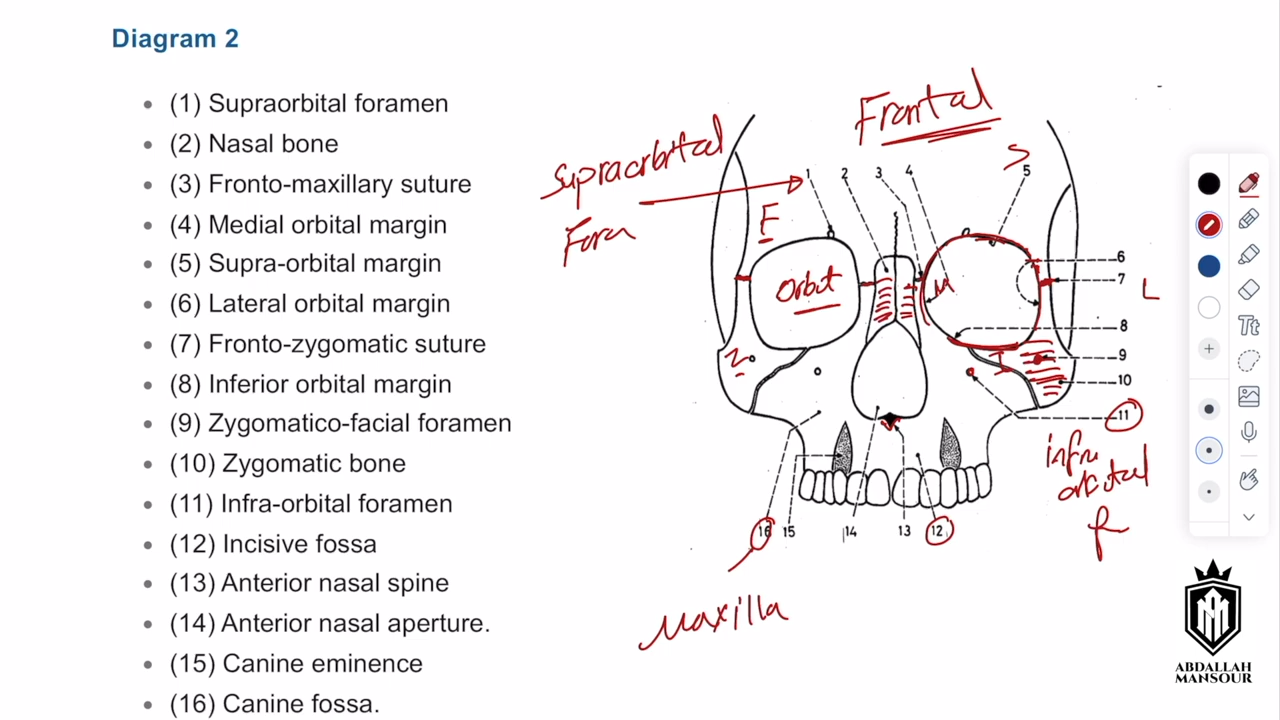 Diagram 2
(1) Supraorbital foramen
(2) Nasal bone
(3) Fronto-maxillary suture
(4) Medial orbital margin
(5) Supra-orbital margin
(6) Lateral orbital margin
(7) Fronto-zygomatic suture
(8) Inferior orbital margin
(9) Zygomatico-facial foramen
(10) Zygomatic bone
(11) Infra-orbital foramen
(12) Incisive fossa
(13) Anterior nasal spine
(14) Anterior nasal aperture.
(15) Canine eminence
(16) Canine fossa.
Frontal
Supraorbital
Fora
S
1 2 3 4 5
F
Orbit
M
6
7
L
8
Z
I
9
10
11
infra
orbital
f
16 15 14 13 12
Maxilla
Tt
ABDALLAH
MANSOUR